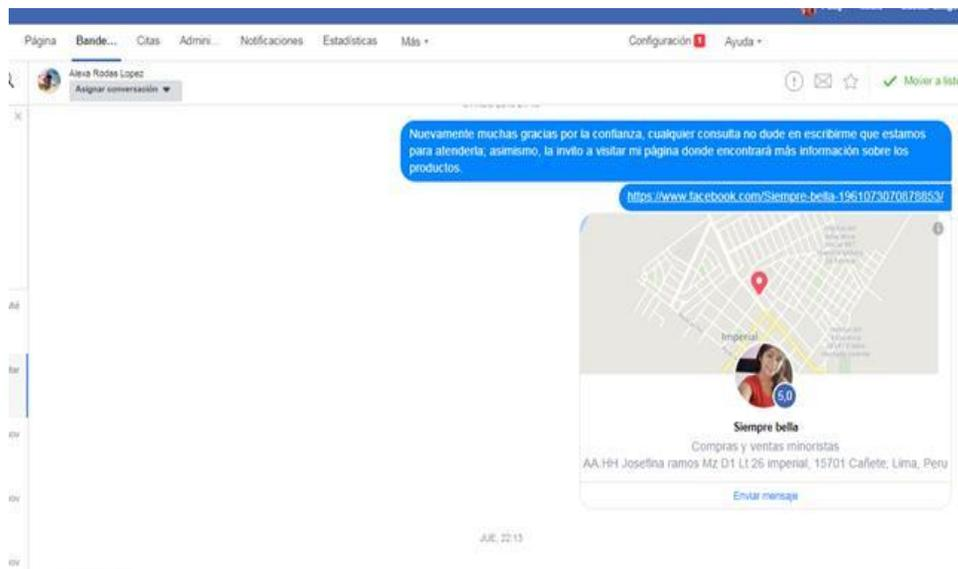 Página Bande... Citas Admini... Notificaciones Estadísticas Más Configuración 1 Ayuda
Alexa Rodas Lopez
Asignar conversación
Mover a
Nuevamente muchas gracias por la confianza, cualquier consulta no dude en escribirme que estamos
para atenderla; asimismo, la invito a visitar mi página donde encontrará más información sobre los
productos.
https://www.facebook.com/Siempre-bella-1961073070878853/
Imperial
5,0
Siempre bella
Compras y ventas minoristas
AA.HH Josefina ramos Mz D1 Lt 26 imperial, 15701 Cañete, Lima, Peru
Enviar mensaje
JUE, 22:13